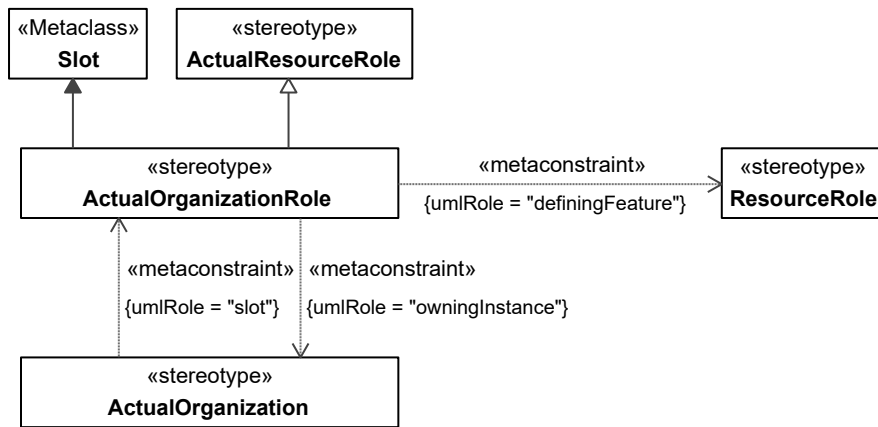 «Metaclass»
Slot
«stereotype»
ActualResourceRole
«stereotype»
ActualOrganizationRole
«metaconstraint»
{umlRole = "definingFeature"}
«stereotype»
ResourceRole
«metaconstraint»
{umlRole = "slot"}
«metaconstraint»
{umlRole = "owningInstance"}
«stereotype»
ActualOrganization